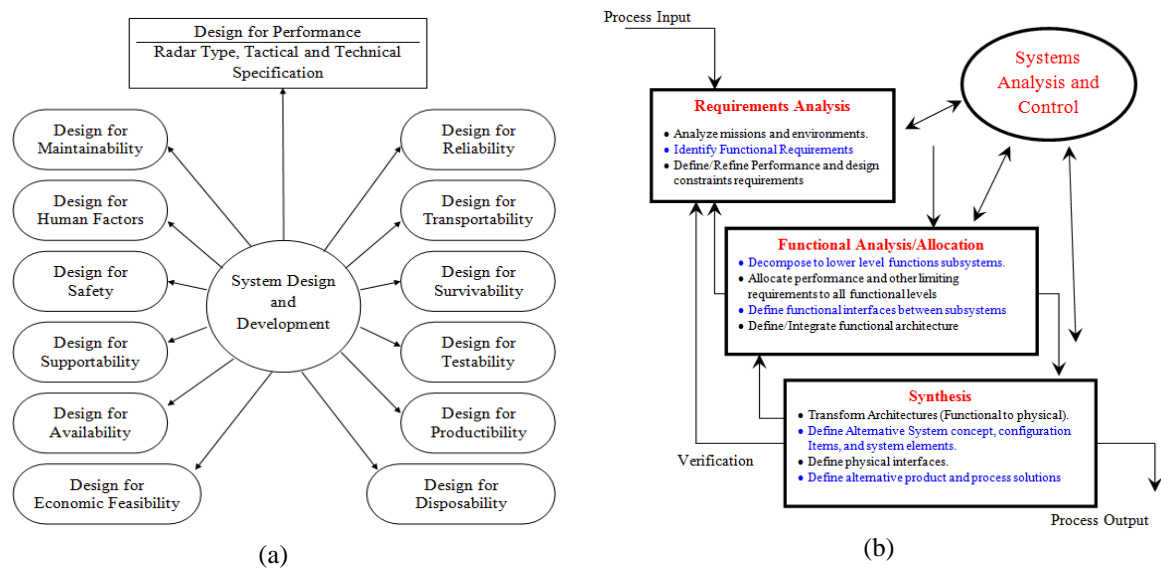 Design for Performance
Radar Type, Tactical and Technical
Specification
Design for
Maintainability
Design for
Reliability
Design for
Human Factors
Design for
Transportability
Design for
Safety
System Design
and
Development
Design for
Survivability
Design for
Supportability
Design for
Testability
Design for
Availability
Design for
Productibility
Design for
Economic Feasibility
Design for
Disposability
(a)
Process Input
Systems
Analysis and
Control
Requirements Analysis
● Analyze missions and environments.
● Identify Functional Requirements
● Define/Refine Performance and design
constraints requirements
Functional Analysis/Allocation
● Decompose to lower level functions subsystems.
● Allocate performance and other limiting
requirements to all functional levels
● Define functional interfaces between subsystems
● Define/Integrate functional architecture
Synthesis
● Transform Architectures (Functional to physical).
● Define Alternative System concept, configuration
Items, and system elements.
● Define physical interfaces.
● Define alternative product and process solutions
Verification
Process Output
(b)